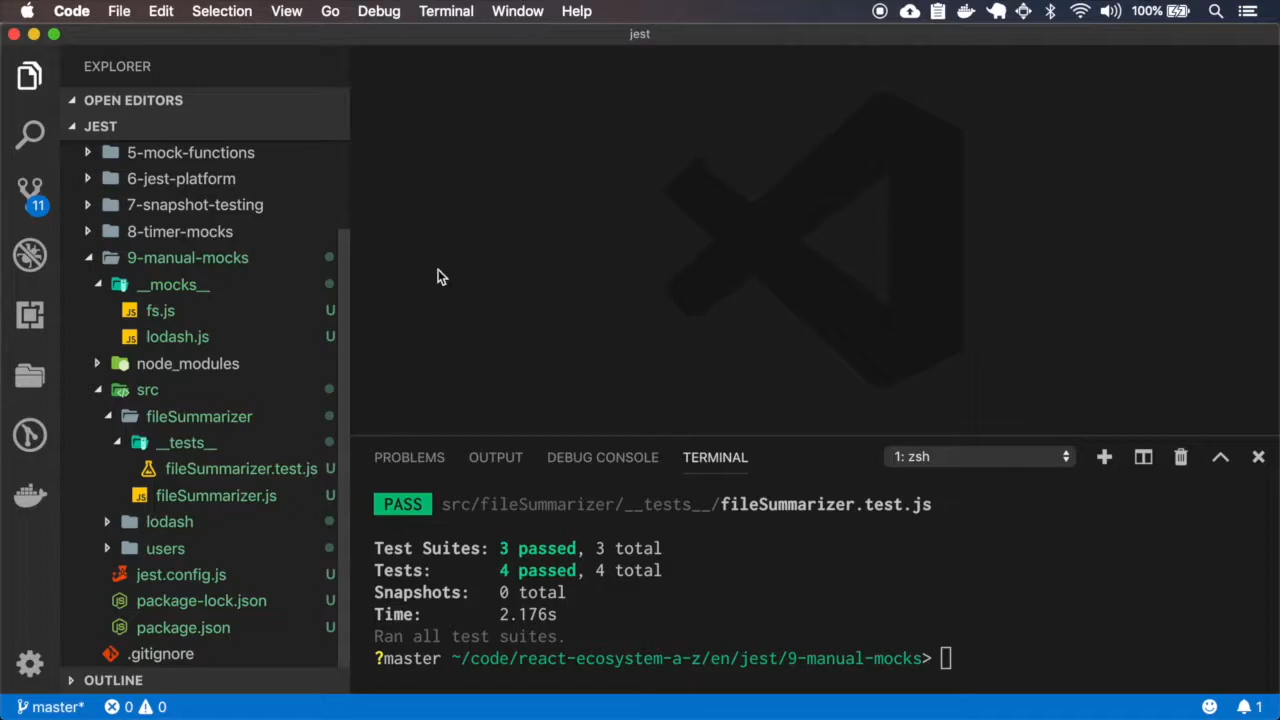 Code File Edit Selection View Go Debug Terminal Window Help 100%
jest
EXPLORER
OPEN EDITORS
JEST
5-mock-functions
6-jest-platform
7-snapshot-testing
8-timer-mocks
11
9-manual-mocks
__mocks__
JS fs.js U
JS lodash.js U
node_modules
src
fileSummarizer
__tests__
fileSummarizer.test.js U
JS fileSummarizer.js U
lodash
users
jest.config.js U
package-lock.json U
package.json U
.gitignore
OUTLINE
PROBLEMS OUTPUT DEBUG CONSOLE TERMINAL 1: zsh
PASS src/fileSummarizer/__tests__/fileSummarizer.test.js
Test Suites: 3 passed, 3 total
Tests: 4 passed, 4 total
Snapshots: 0 total
Time: 2.176s
Ran all test suites.
?master ~/code/react-ecosystem-a-z/en/jest/9-manual-mocks>
master* 0 0 1